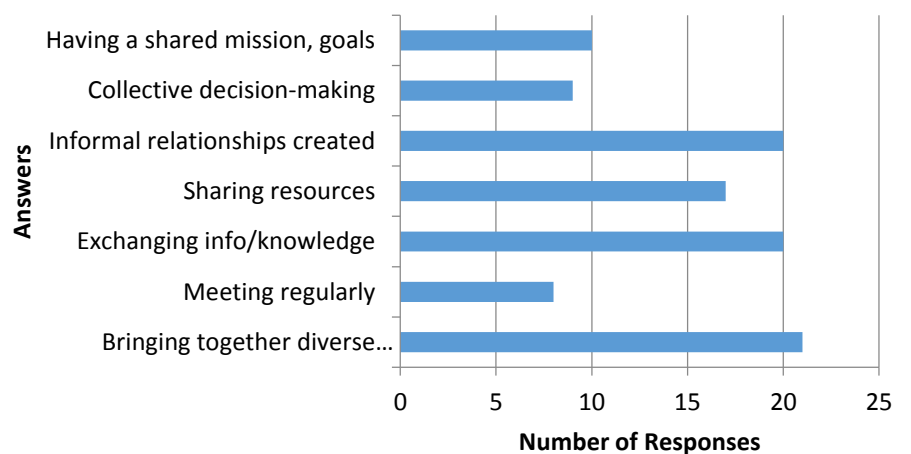 Answers
Having a shared mission, goals
Collective decision-making
Informal relationships created
Sharing resources
Exchanging info/knowledge
Meeting regularly
Bringing together diverse…
0 5 10 15 20 25
Number of Responses